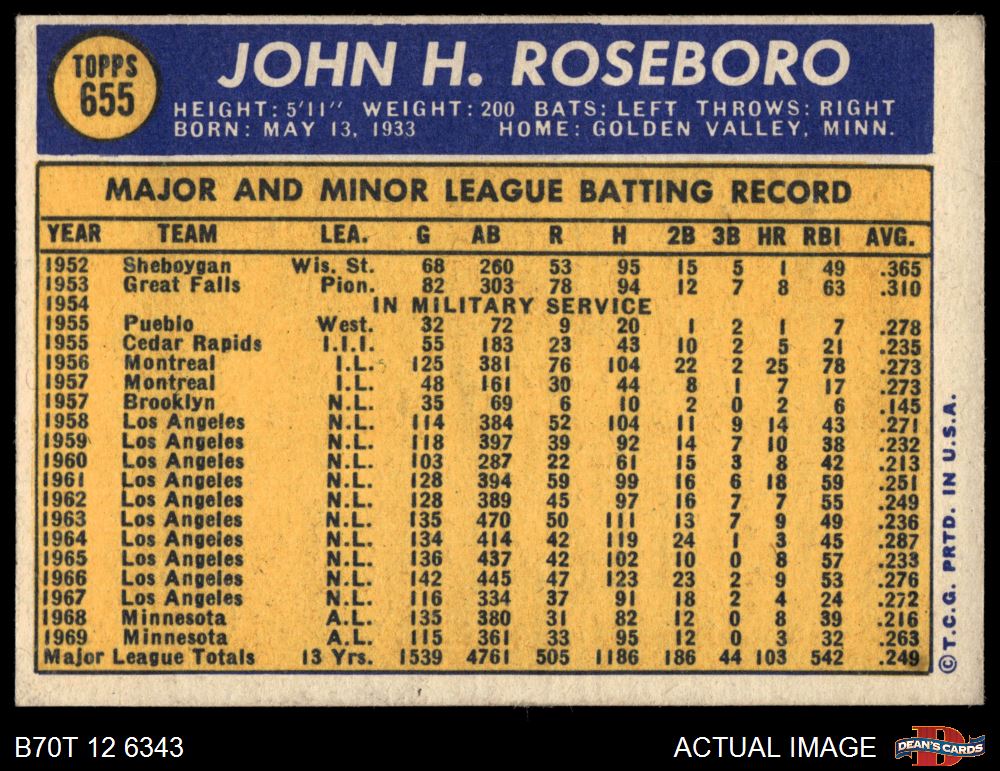 TOPPS
655
JOHN H. ROSEBORO
HEIGHT: 5'11" WEIGHT: 200 BATS: LEFT THROWS: RIGHT
BORN: MAY 13, 1933 HOME: GOLDEN VALLEY, MINN.
MAJOR AND MINOR LEAGUE BATTING RECORD
YEAR TEAM LEA. G AB R H 2B 3B HR RBI AVG.
1952 Sheboygan Wis. St. 68 260 53 95 15 5 1 49 .365
1953 Great Falls Pion. 82 303 78 94 12 7 8 63 .310
1954 IN MILITARY SERVICE
1955 Pueblo West. 32 72 9 20 1 2 1 7 .278
1955 Cedar Rapids I.I.I. 55 183 23 43 10 2 5 21 .235
1956 Montreal I.L. 125 381 76 104 22 2 25 78 .273
1957 Montreal I.L. 48 161 30 44 8 1 7 17 .273
1957 Brooklyn N.L. 35 69 6 10 2 0 2 6 .145
1958 Los Angeles N.L. 114 384 52 104 11 9 14 43 .271
1959 Los Angeles N.L. 118 397 39 92 14 7 10 38 .232
1960 Los Angeles N.L. 103 287 22 61 15 3 8 42 .213
1961 Los Angeles N.L. 128 394 59 99 16 6 18 59 .251
1962 Los Angeles N.L. 128 389 45 97 16 7 7 55 .249
1963 Los Angeles N.L. 135 470 50 111 13 7 9 49 .236
1964 Los Angeles N.L. 134 414 42 119 24 1 3 45 .287
1965 Los Angeles N.L. 136 437 42 102 10 0 8 57 .233
1966 Los Angeles N.L. 142 445 47 123 23 2 9 53 .276
1967 Los Angeles N.L. 116 334 37 91 18 2 4 24 .272
1968 Minnesota A.L. 135 380 31 82 12 0 8 39 .216
1969 Minnesota A.L. 115 361 33 95 12 0 3 32 .263
Major League Totals 13 Yrs. 1539 4761 505 1186 186 44 103 542 .249
© T.C.G. PRTD. IN U.S.A.
B70T 12 6343
ACTUAL IMAGE
D
DEAN'S CARDS